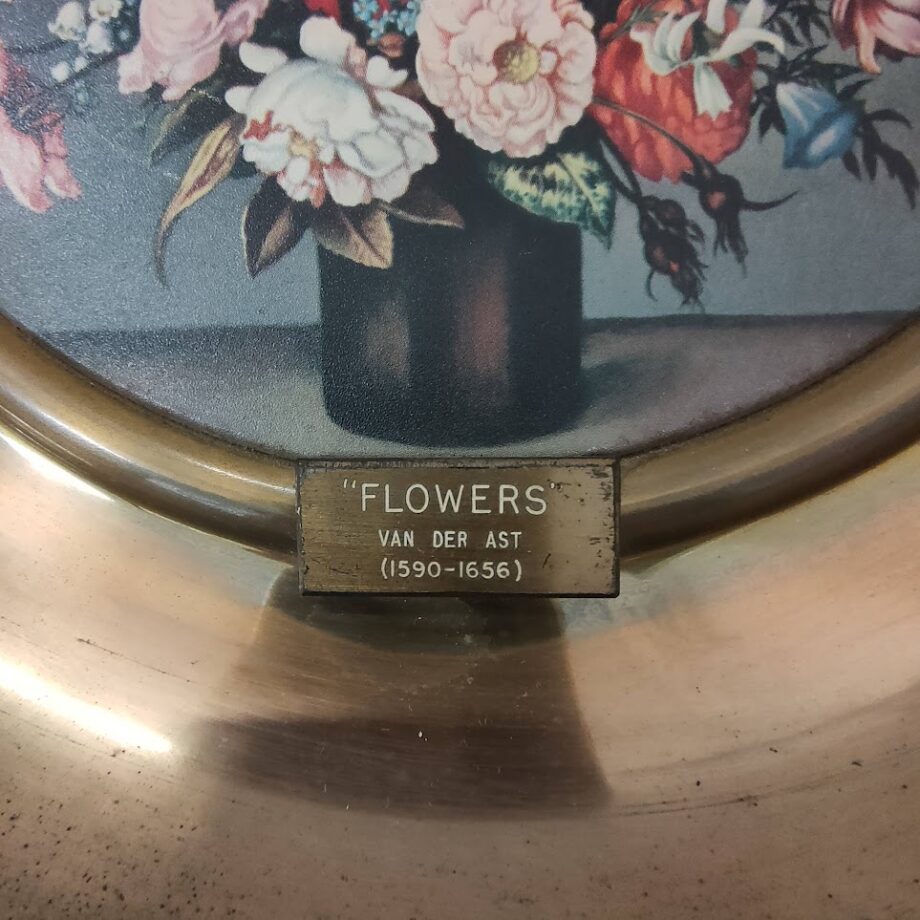 "FLOWERS"
VAN DER AST
(1590-1656)